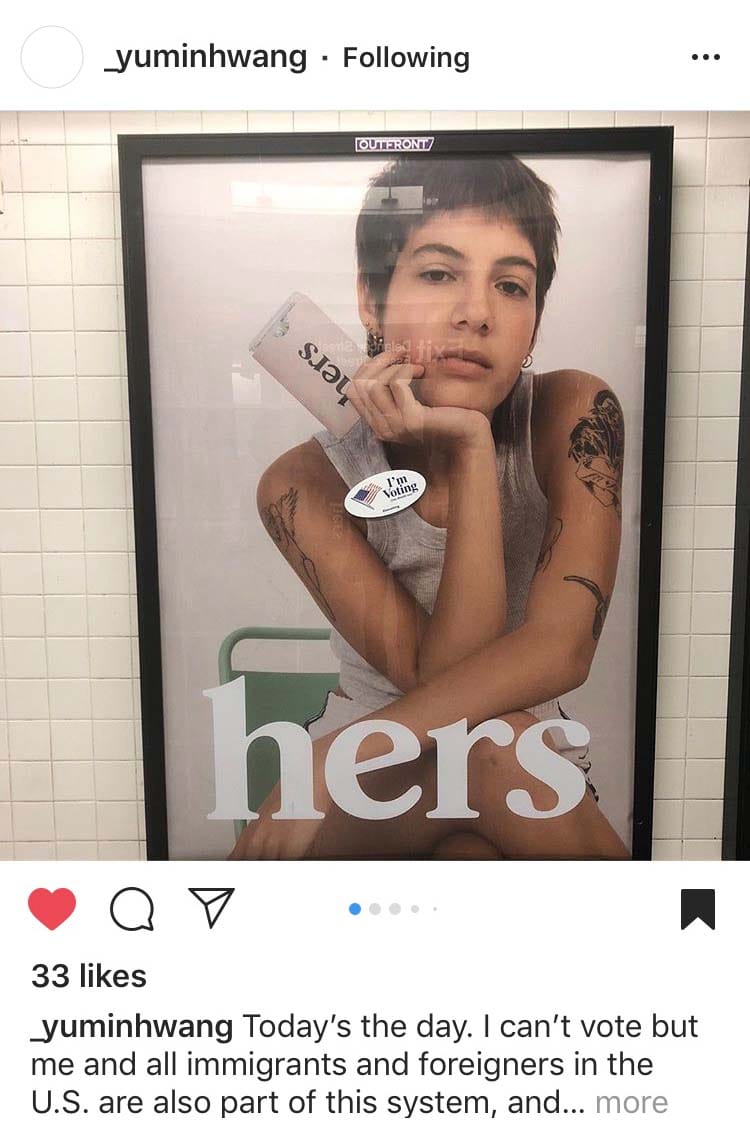 _yuminhwang · Following
OUTFRONT/
hers
I'm
Voting
hers
33 likes
_yuminhwang Today’s the day. I can’t vote but
me and all immigrants and foreigners in the
U.S. are also part of this system, and... more